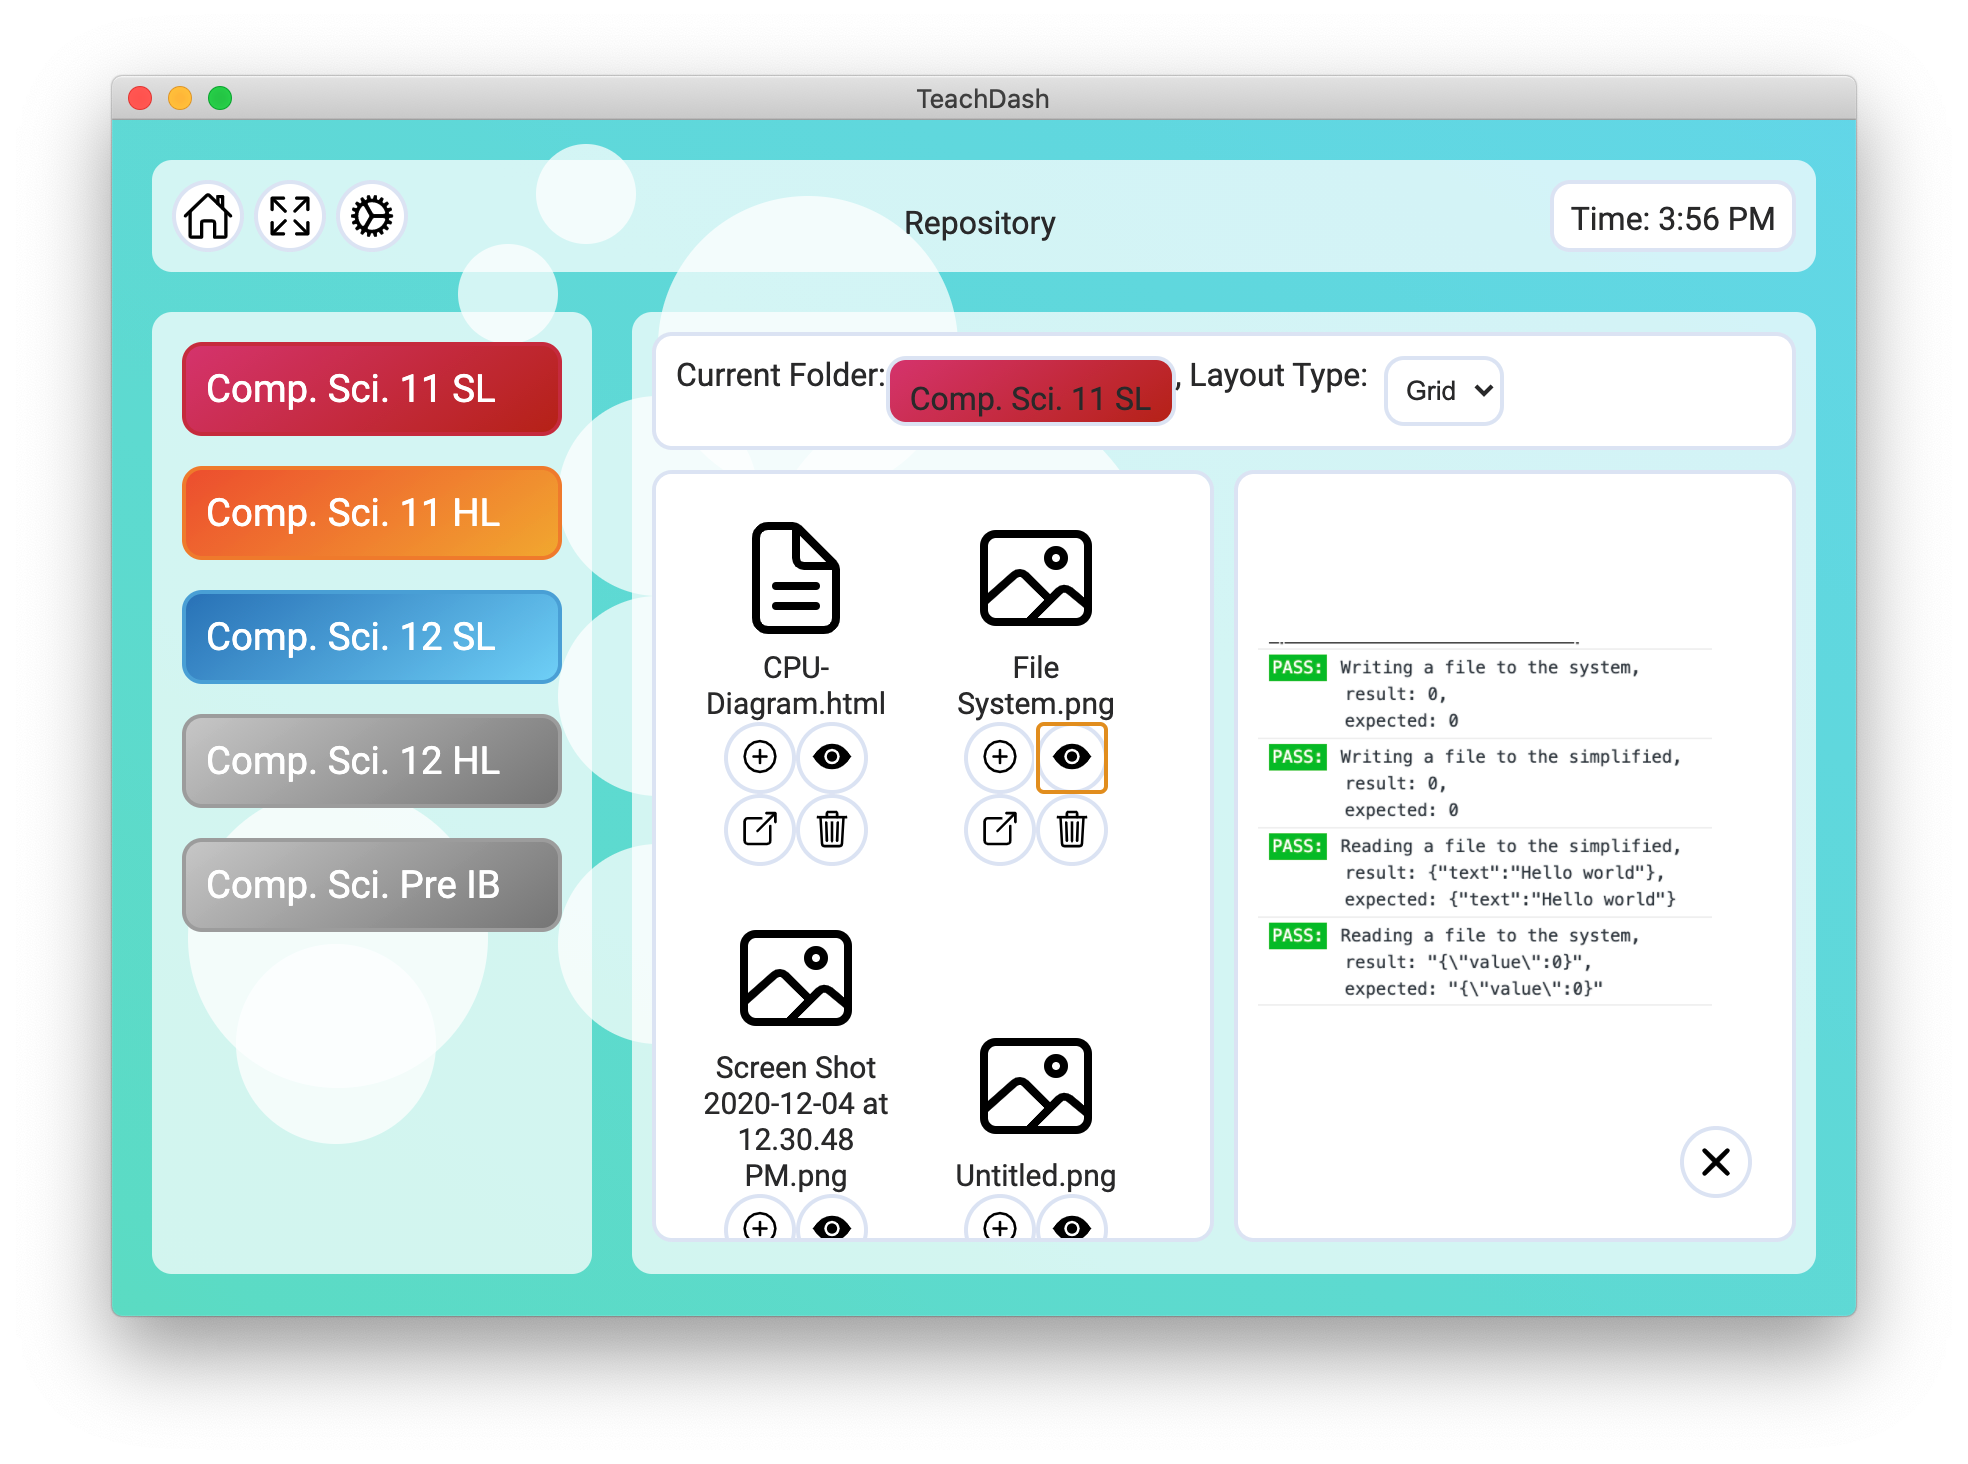 TeachDash
Repository
Time: 3:56 PM
Comp. Sci. 11 SL
Comp. Sci. 11 HL
Comp. Sci. 12 SL
Comp. Sci. 12 HL
Comp. Sci. Pre IB
Current Folder: Comp. Sci. 11 SL , Layout Type: Grid
CPU-
Diagram.html
File
System.png
Screen Shot
2020-12-04 at
12.30.48
PM.png
Untitled.png
PASS: Writing a file to the system,
result: 0,
expected: 0
PASS: Writing a file to the simplified,
result: 0,
expected: 0
PASS: Reading a file to the simplified,
result: {"text":"Hello world"},
expected: {"text":"Hello world"}
PASS: Reading a file to the system,
result: "{\"value\":0}",
expected: "{\"value\":0}"